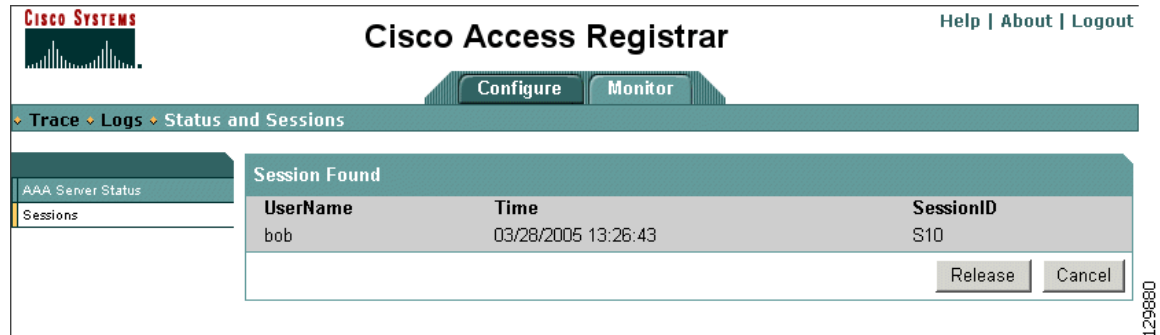 CISCO SYSTEMS
Cisco Access Registrar
Help | About | Logout
Configure Monitor
Trace Logs Status and Sessions
AAA Server Status
Sessions
Session Found
UserName Time SessionID
bob 03/28/2005 13:26:43 S10
Release Cancel
129880